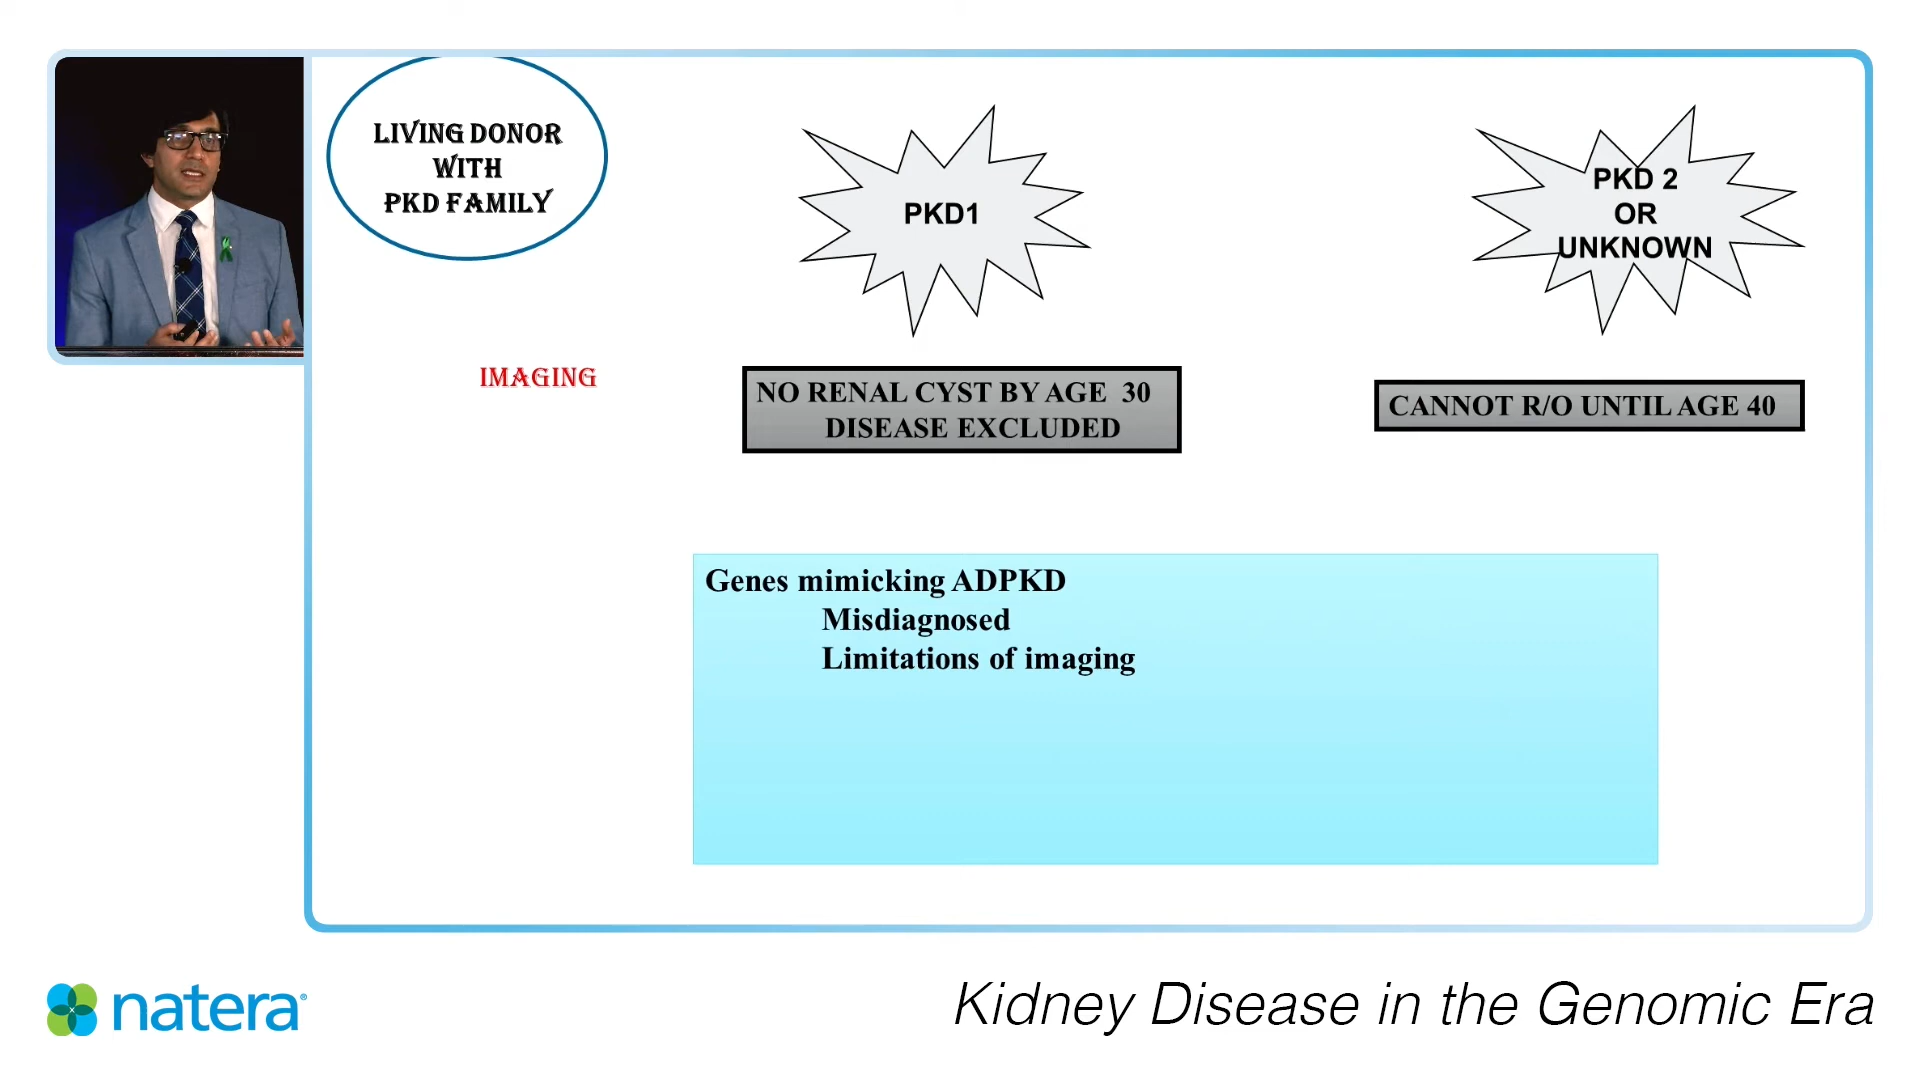 LIVING DONOR
WITH
PKD FAMILY
PKD1
PKD 2
OR
UNKNOWN
IMAGING
NO RENAL CYST BY AGE 30
DISEASE EXCLUDED
CANNOT R/O UNTIL AGE 40
Genes mimicking ADPKD
Misdiagnosed
Limitations of imaging
natera®
Kidney Disease in the Genomic Era